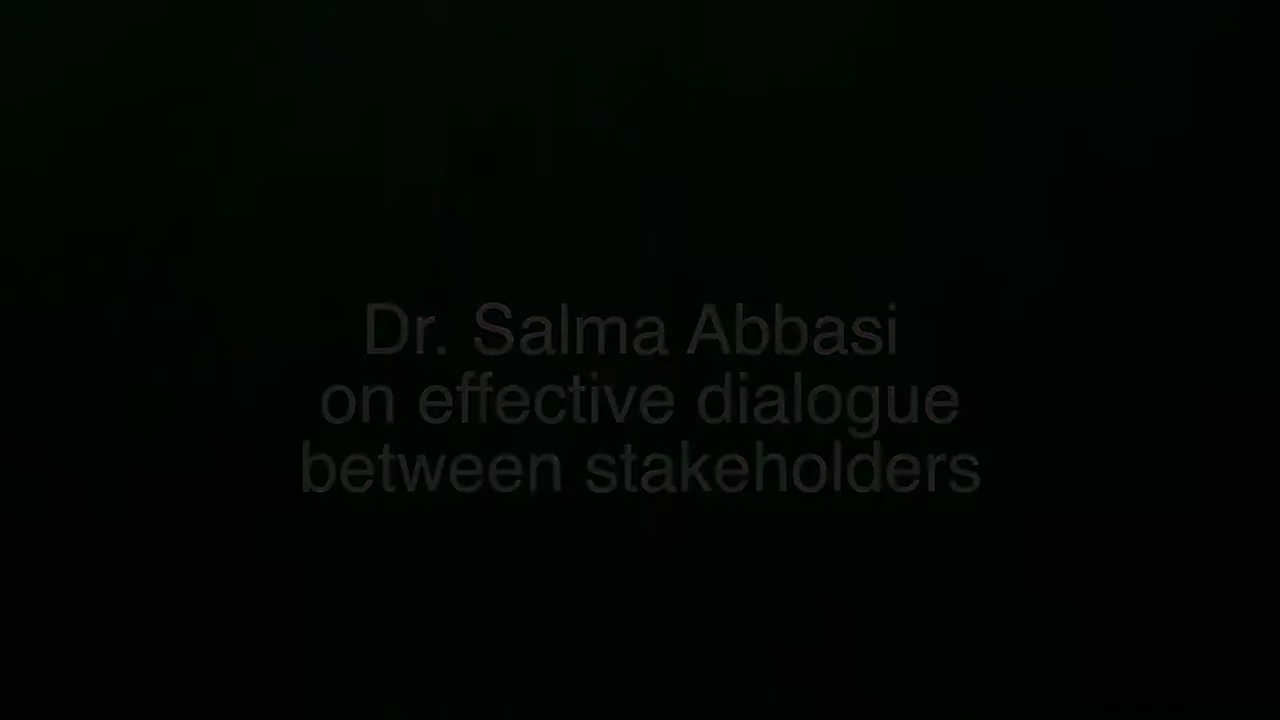 Dr. Salma Abbasi
on effective dialogue
between stakeholders